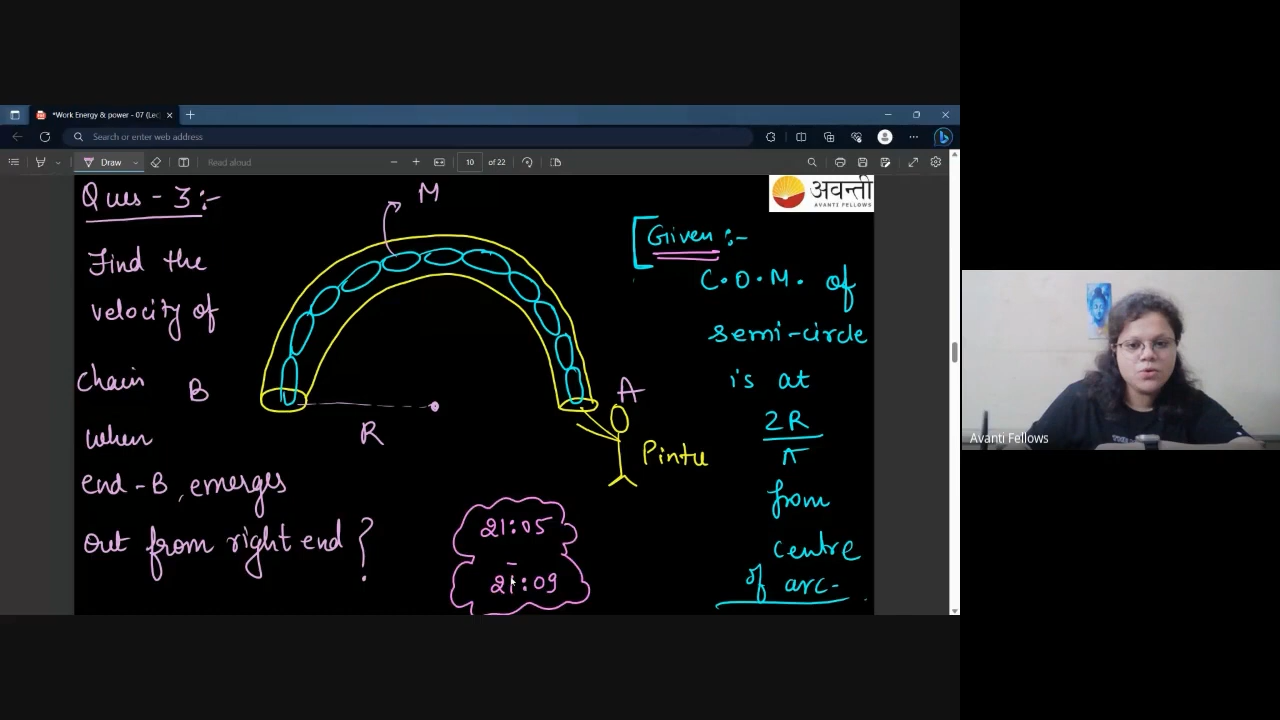 *Work Energy & power - 07 (Lec
Search or enter web address
Draw
Read aloud
10 of 22
Ques - 3:-
Find the
velocity of
chain
when
end-B, emerges
out from right end?
M
B
R
A
Pintu
21:05
-
21:09
अवन्ती
AVANTI FELLOWS
[Given :-
C.O.M. of
semi-circle
is at
2R
π
from
centre
of arc-
Avanti Fellows